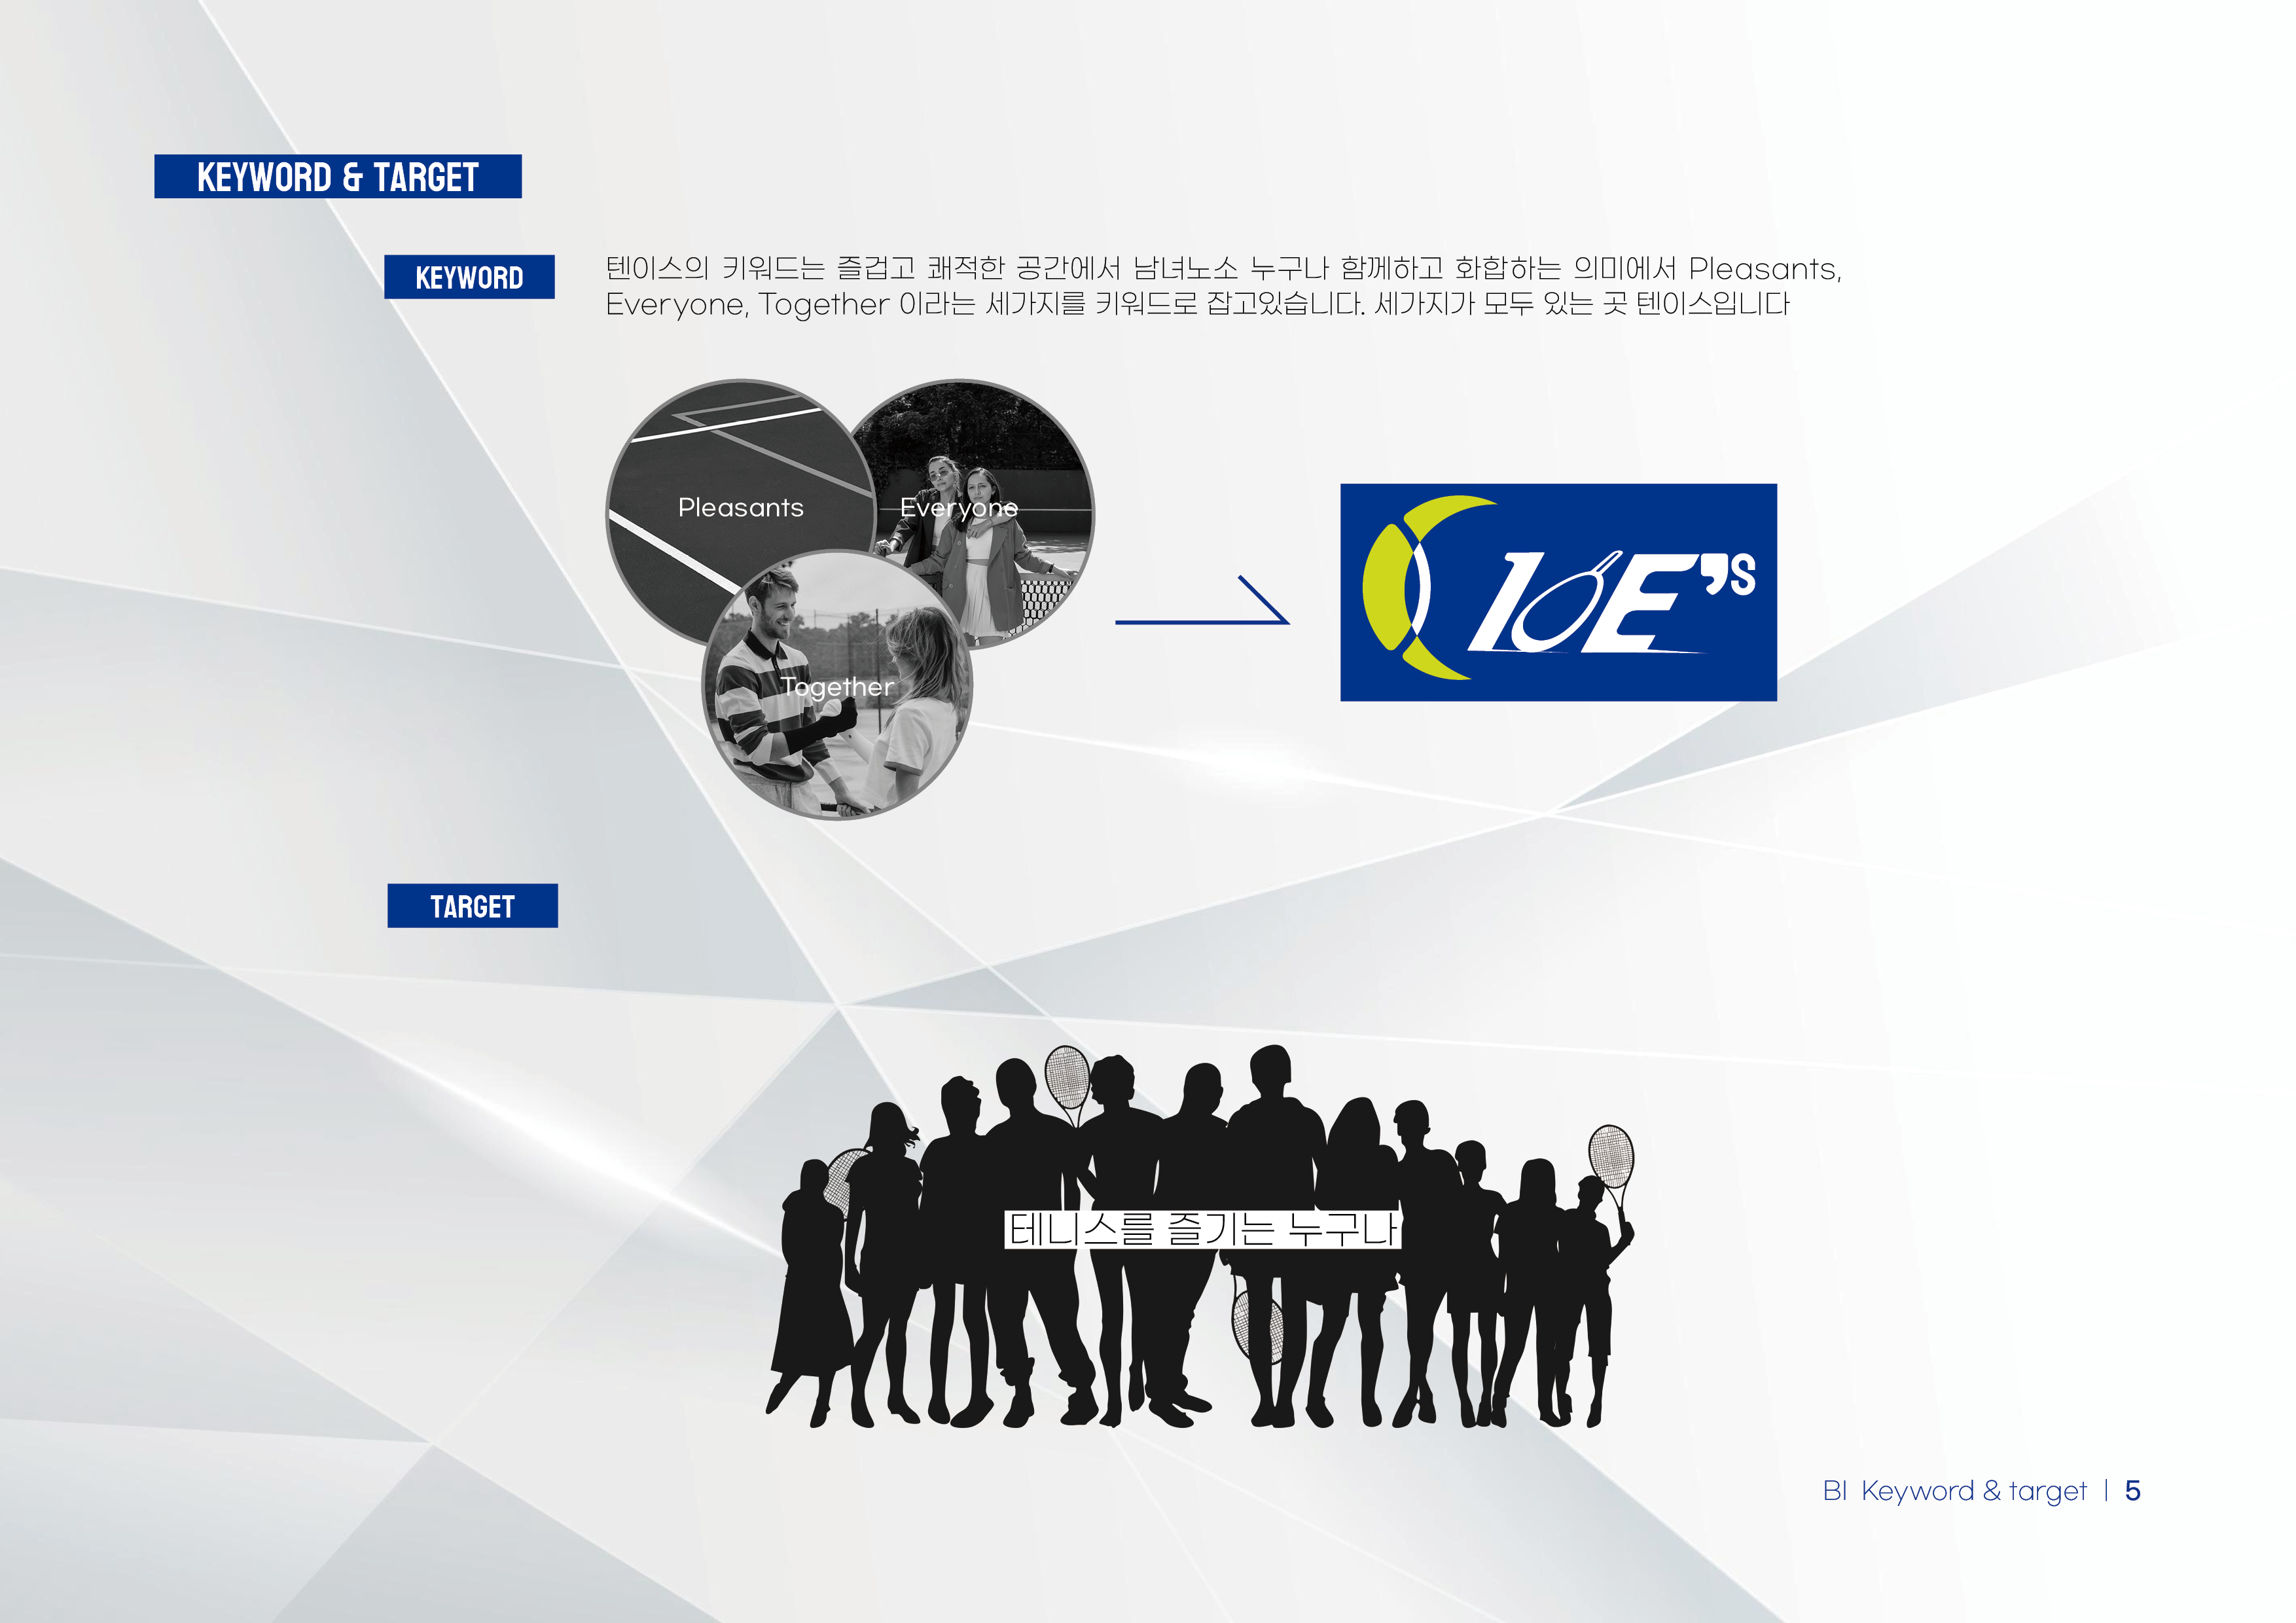 KEYWORD & TARGET
KEYWORD
텐이스의 키워드는 즐겁고 쾌적한 공간에서 남녀노소 누구나 함께하고 화합하는 의미에서 Pleasants,
Everyone, Together 이라는 세가지를 키워드로 잡고있습니다. 세가지가 모두 있는 곳 텐이스입니다
Pleasants
Everyone
Together
10E's
TARGET
테니스를 즐기는 누구나
BI Keyword & target | 5